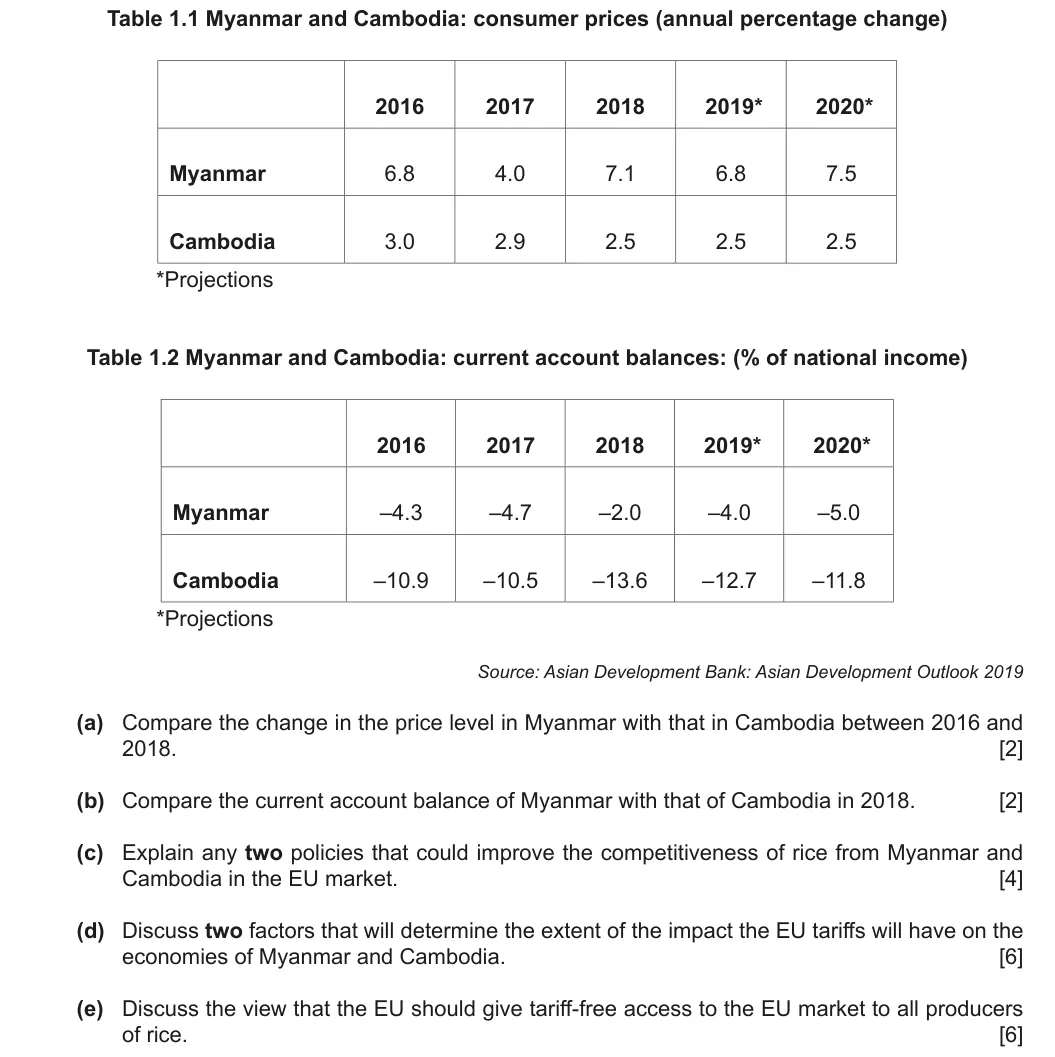 Table 1.1 Myanmar and Cambodia: consumer prices (annual percentage change)
2016 2017 2018 2019* 2020*
Myanmar 6.8 4.0 7.1 6.8 7.5
Cambodia 3.0 2.9 2.5 2.5 2.5
*Projections
Table 1.2 Myanmar and Cambodia: current account balances: (% of national income)
2016 2017 2018 2019* 2020*
Myanmar –4.3 –4.7 –2.0 –4.0 –5.0
Cambodia –10.9 –10.5 –13.6 –12.7 –11.8
*Projections
Source: Asian Development Bank: Asian Development Outlook 2019
(a) Compare the change in the price level in Myanmar with that in Cambodia between 2016 and
2018. [2]
(b) Compare the current account balance of Myanmar with that of Cambodia in 2018. [2]
(c) Explain any two policies that could improve the competitiveness of rice from Myanmar and
Cambodia in the EU market. [4]
(d) Discuss two factors that will determine the extent of the impact the EU tariffs will have on the
economies of Myanmar and Cambodia. [6]
(e) Discuss the view that the EU should give tariff-free access to the EU market to all producers
of rice. [6]